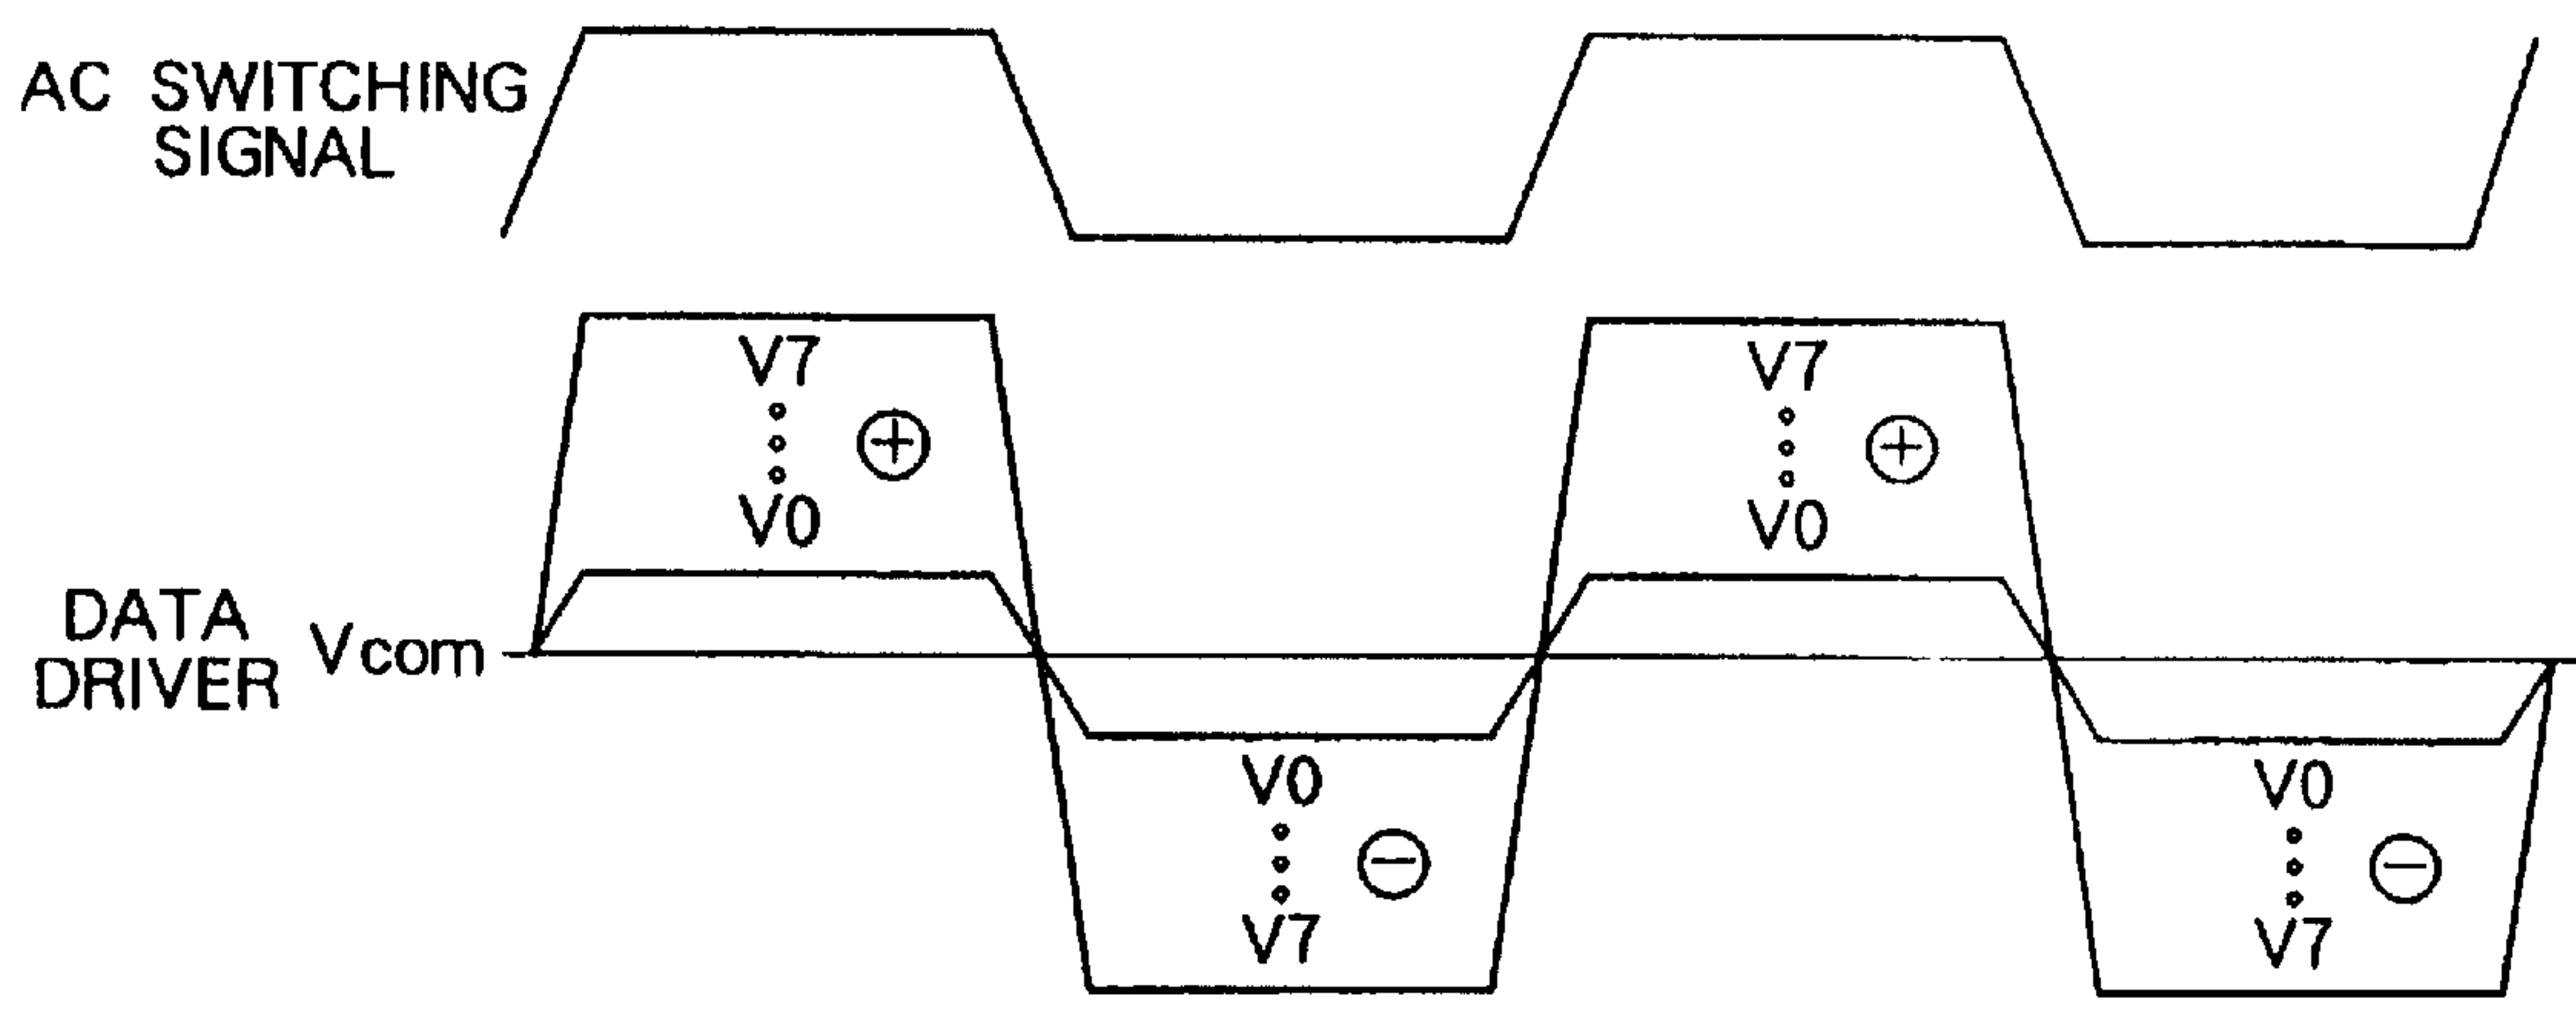 AC SWITCHING
SIGNAL
V7
V0
+
V7
V0
+
DATA
DRIVER
Vcom
V0
V7
−
V0
V7
−